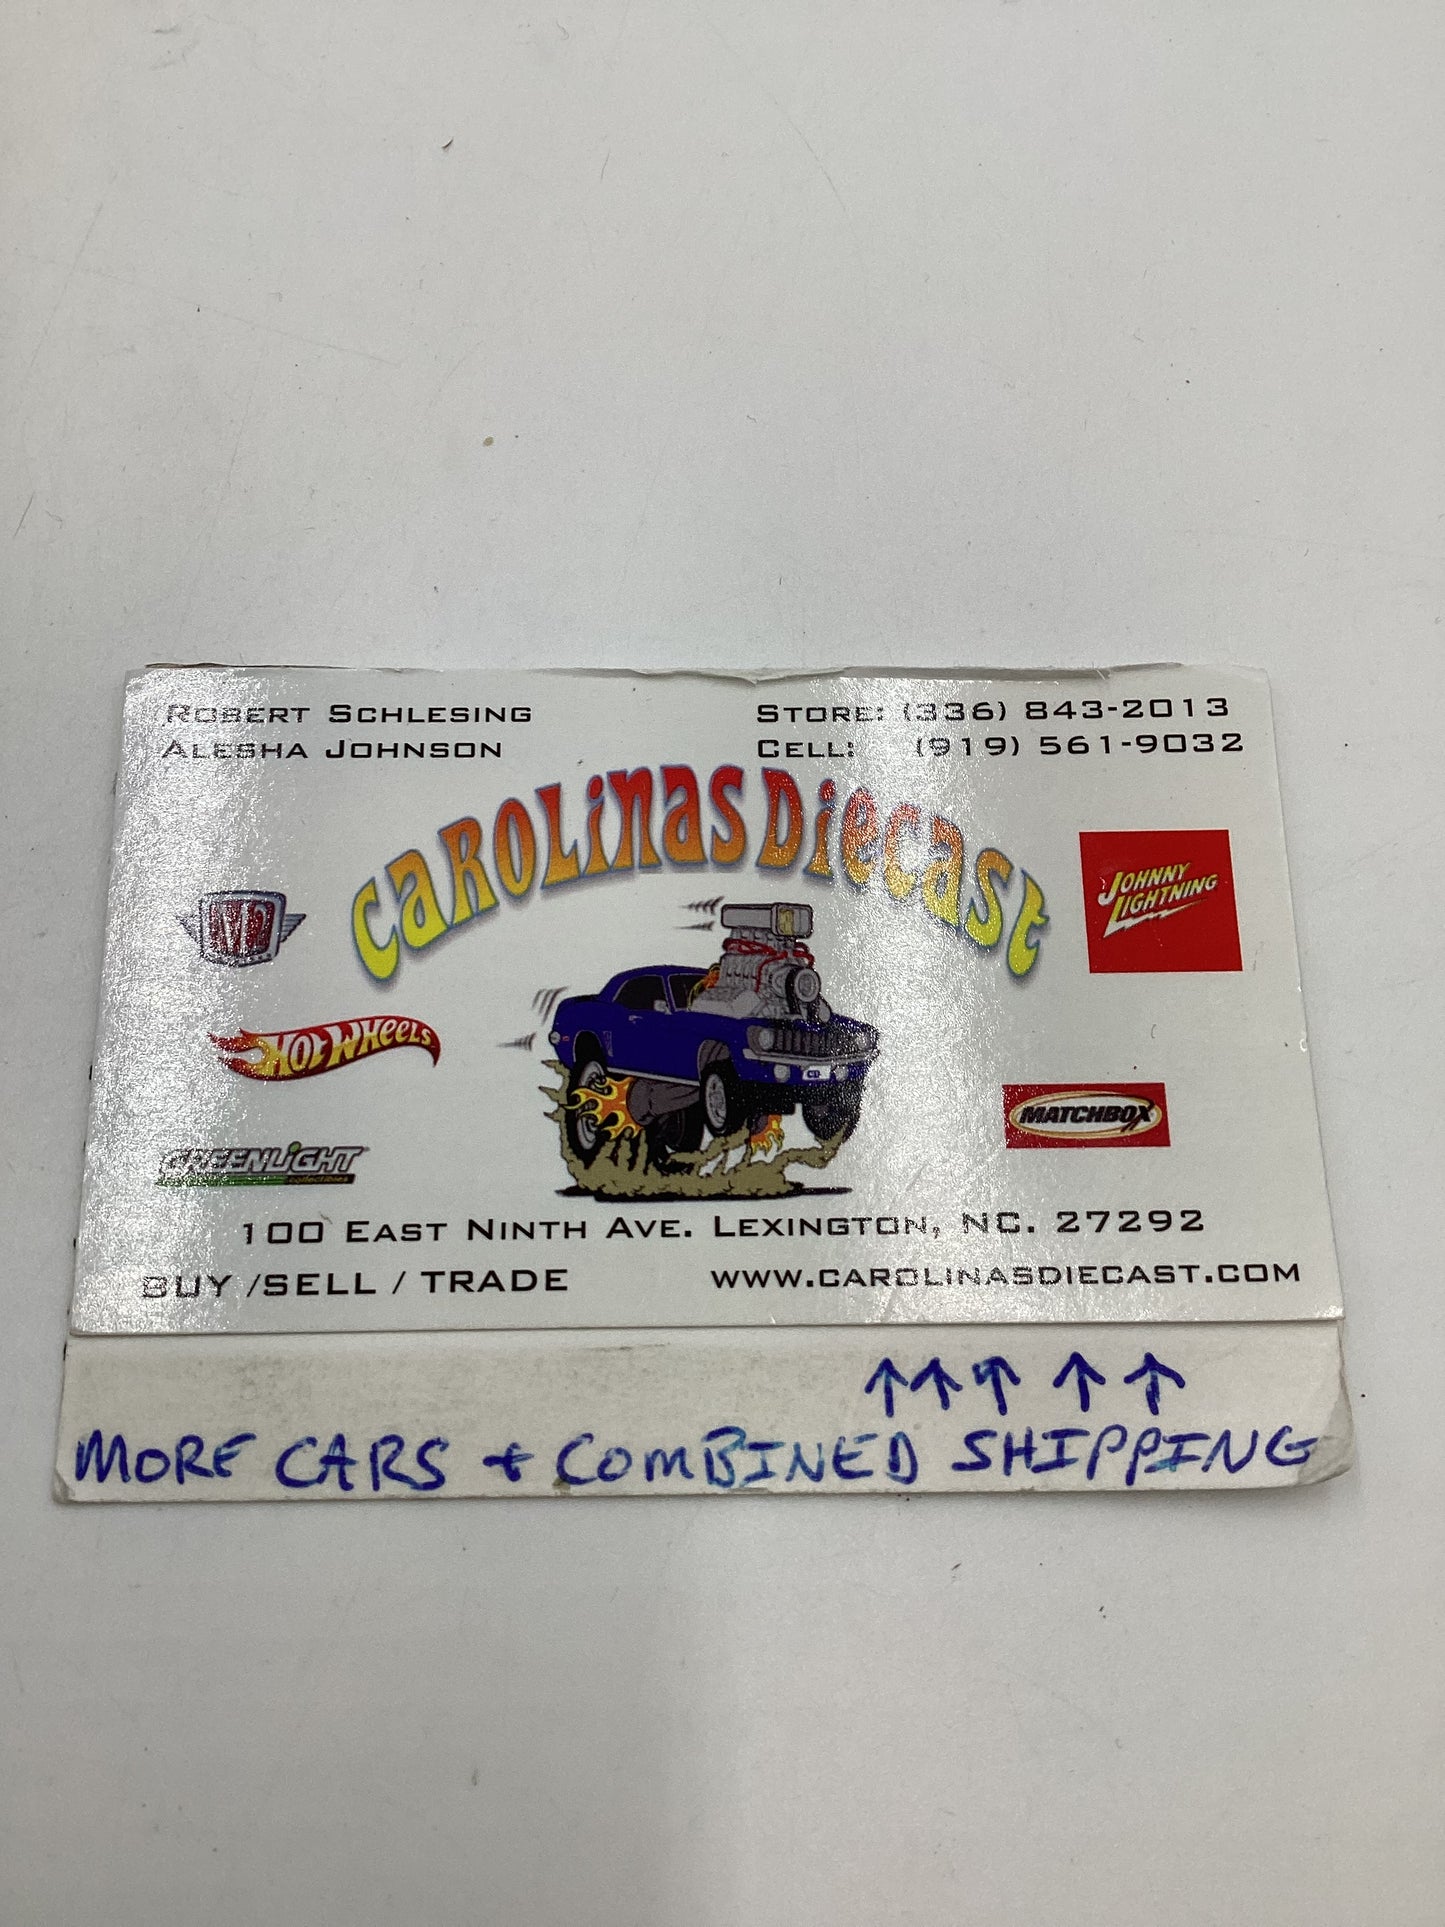 ROBERT SCHLESING
ALESHA JOHNSON
STORE: (336) 843-2013
CELL: (919) 561-9032
CAROLINAS DIECAST
M2
JOHNNY LIGHTNING
HOT WHEELS
MATCHBOX
GREENLIGHT
collectibles
CD
100 EAST NINTH AVE. LEXINGTON, NC. 27292
BUY /SELL / TRADE
WWW.CAROLINASDIECAST.COM
↑↑↑ ↑ ↑
MORE CARS + COMBINED SHIPPING